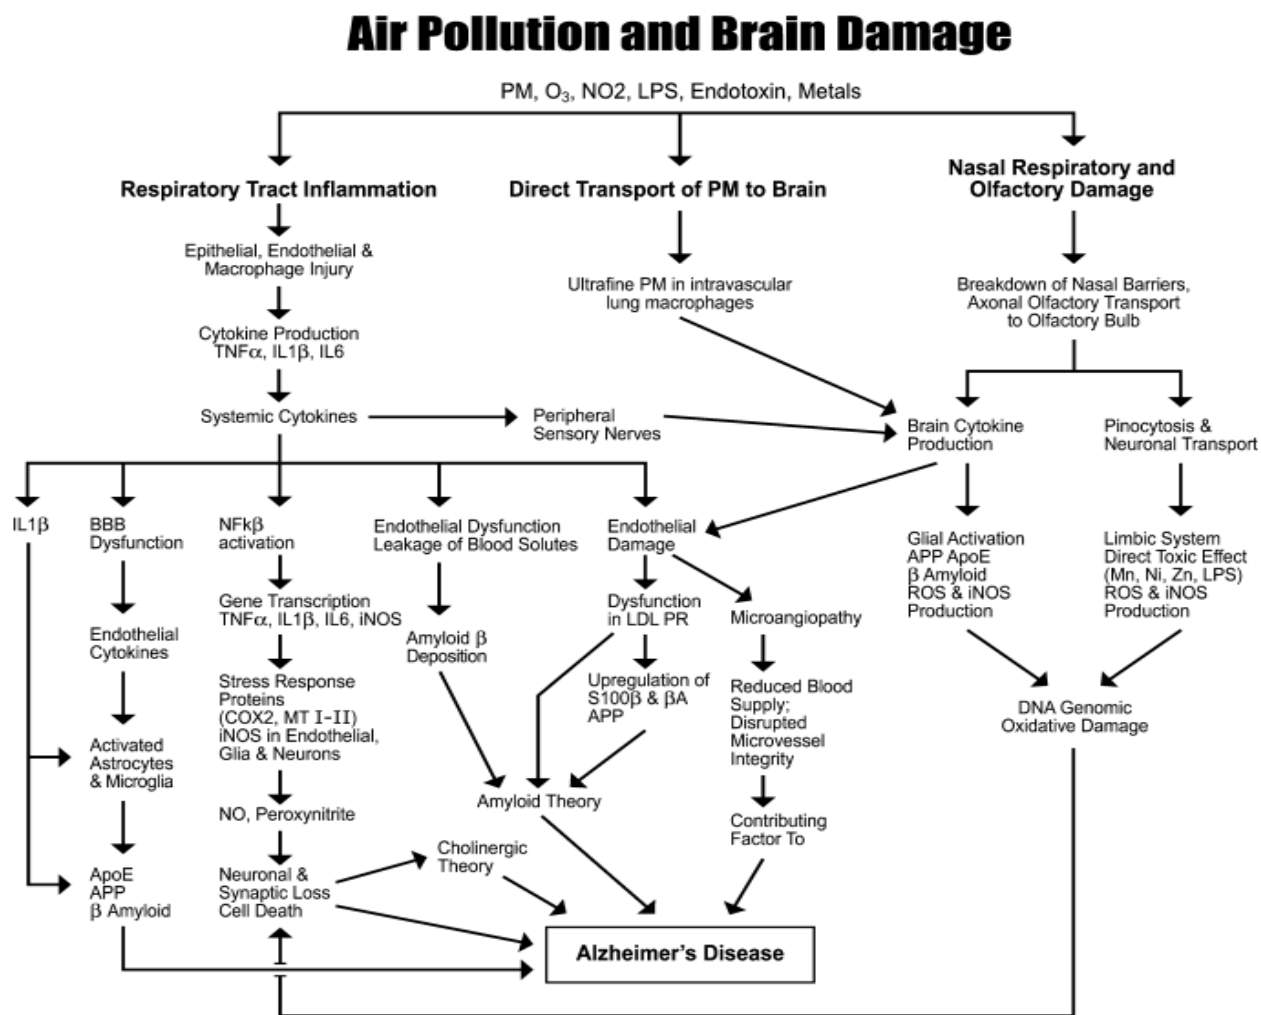 Air Pollution and Brain Damage
PM, O₃, NO2, LPS, Endotoxin, Metals
Respiratory Tract Inflammation
Direct Transport of PM to Brain
Nasal Respiratory and
Olfactory Damage
Epithelial, Endothelial &
Macrophage Injury
Ultrafine PM in intravascular
lung macrophages
Breakdown of Nasal Barriers,
Axonal Olfactory Transport
to Olfactory Bulb
Cytokine Production
TNFα, IL1β, IL6
Systemic Cytokines
Peripheral
Sensory Nerves
Brain Cytokine
Production
Pinocytosis &
Neuronal Transport
IL1β
BBB
Dysfunction
NFkβ
activation
Endothelial Dysfunction
Leakage of Blood Solutes
Endothelial
Damage
Glial Activation
APP ApoE
β Amyloid
ROS & iNOS
Production
Limbic System
Direct Toxic Effect
(Mn, Ni, Zn, LPS)
ROS & iNOS
Production
Endothelial
Cytokines
Gene Transcription
TNFα, IL1β, IL6, iNOS
Amyloid β
Deposition
Dysfunction
in LDL PR
Microangiopathy
Stress Response
Proteins
(COX2, MT I-II)
iNOS in Endothelial,
Glia & Neurons
Upregulation of
S100β & βA
APP
Reduced Blood
Supply;
Disrupted
Microvessel
Integrity
DNA Genomic
Oxidative Damage
Activated
Astrocytes
& Microglia
NO, Peroxynitrite
Amyloid Theory
Contributing
Factor To
ApoE
APP
β Amyloid
Neuronal &
Synaptic Loss
Cell Death
Cholinergic
Theory
Alzheimer's Disease